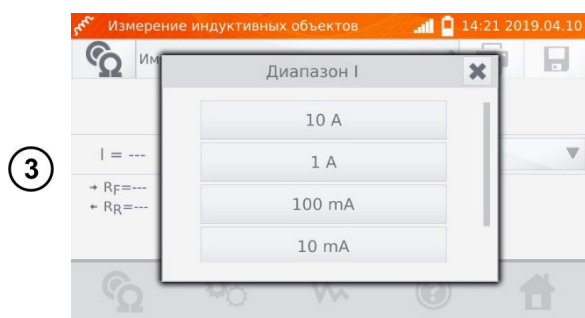 Измерение индуктивных объектов 14:21 2019.04.10
Им
Диапазон I
10 A
3
I = ---
1 A
→ RF=---
100 mA
← RR=---
10 mA